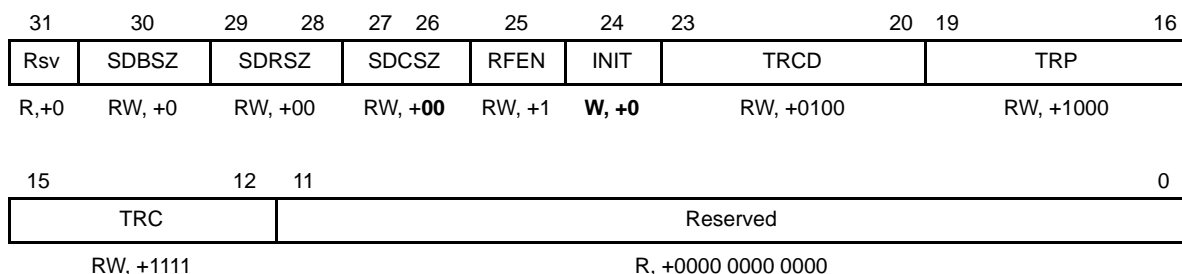 31 30 29 28 27 26 25 24 23 20 19 16
Rsv SDBSZ SDRSZ SDCSZ RFEN INIT TRCD TRP
R,+0 RW, +0 RW, +00 RW, +00 RW, +1 W, +0 RW, +0100 RW, +1000
15 12 11 0
TRC Reserved
RW, +1111 R, +0000 0000 0000